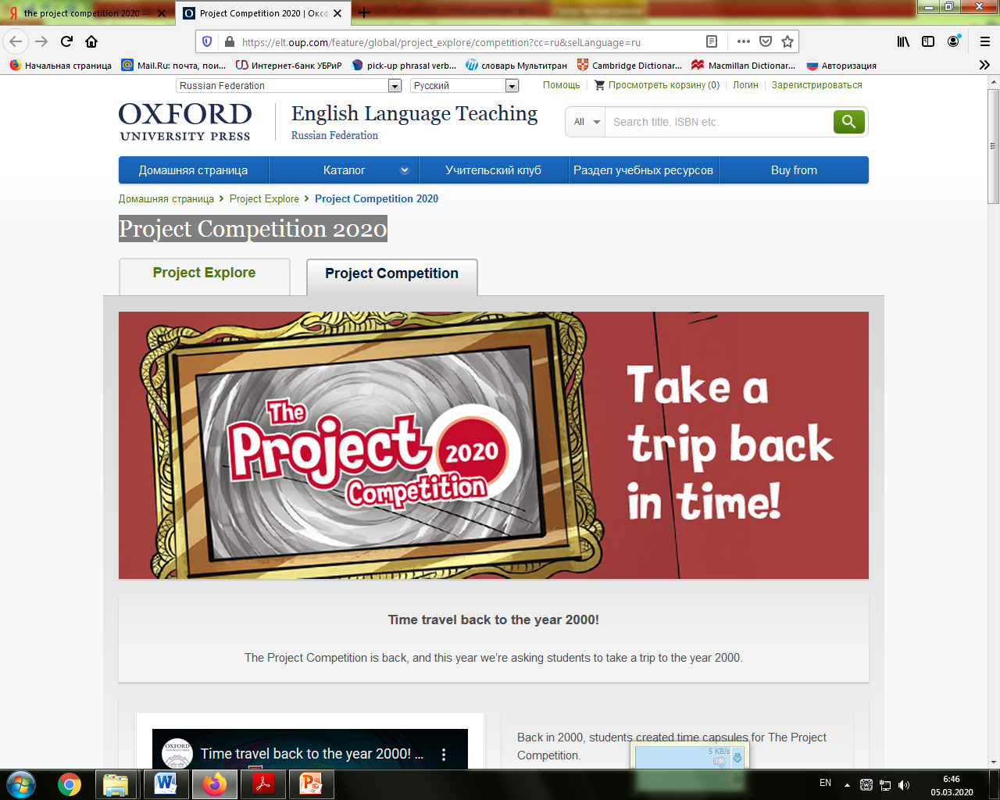 the project competition 2020 —
Project Competition 2020 | Окс
https://elt.oup.com/feature/global/project_explore/competition?cc=ru&selLanguage=ru
Начальная страница
Mail.Ru: почта, пои...
Интернет-банк УБРиР
pick-up phrasal verb...
словарь Мультитран
Cambridge Dictionar...
Macmillan Dictionar...
Авторизация
Russian Federation
Русский
Помощь
Просмотреть корзину (0)
Логин
Зарегистрироваться
OXFORD
UNIVERSITY PRESS
English Language Teaching
Russian Federation
All
Search title, ISBN etc.
Домашняя страница
Каталог
Учительский клуб
Раздел учебных ресурсов
Buy from
Домашняя страница > Project Explore > Project Competition 2020
Project Competition 2020
Project Explore
Project Competition
The
Project
2020
Competition
Take a
trip back
in time!
Time travel back to the year 2000!
The Project Competition is back, and this year we’re asking students to take a trip to the year 2000.
OXFORD
UNIVERSITY PRESS
Time travel back to the year 2000! ...
Back in 2000, students created time capsules for The Project
Competition.
5 KB/s
EN
6:46
05.03.2020